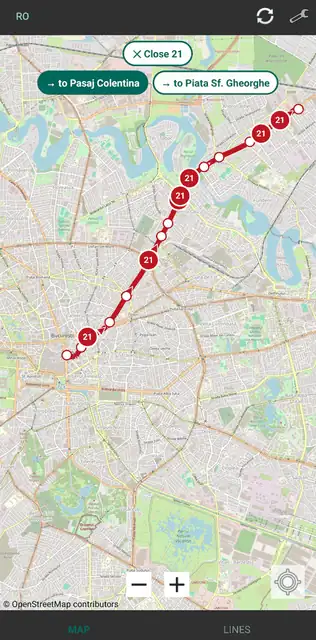 RO
Close 21
→ to Pasaj Colentina
→ to Piata Sf. Gheorghe
21
21
21
21
21
21
București
© OpenStreetMap contributors
MAP
LINES